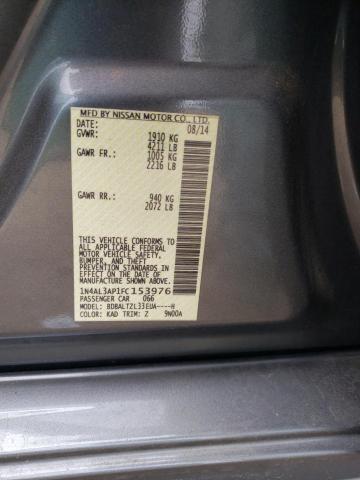 MFD BY NISSAN MOTOR CO., LTD.
DATE: 08/14
GVWR: 1910 KG
4211 LB
GAWR FR: 1005 KG
2216 LB
GAWR RR: 940 KG
2072 LB
THIS VEHICLE CONFORMS TO
ALL APPLICABLE FEDERAL
MOTOR VEHICLE SAFETY,
BUMPER, AND THEFT
PREVENTION STANDARDS IN
EFFECT ON THE DATE OF
MANUFACTURE SHOWN ABOVE.
1N4AL3AP1FC153976
PASSENGER CAR 066
MODEL: BDBALTZL33EUA----H
COLOR: KAD TRIM: Z 9N00A